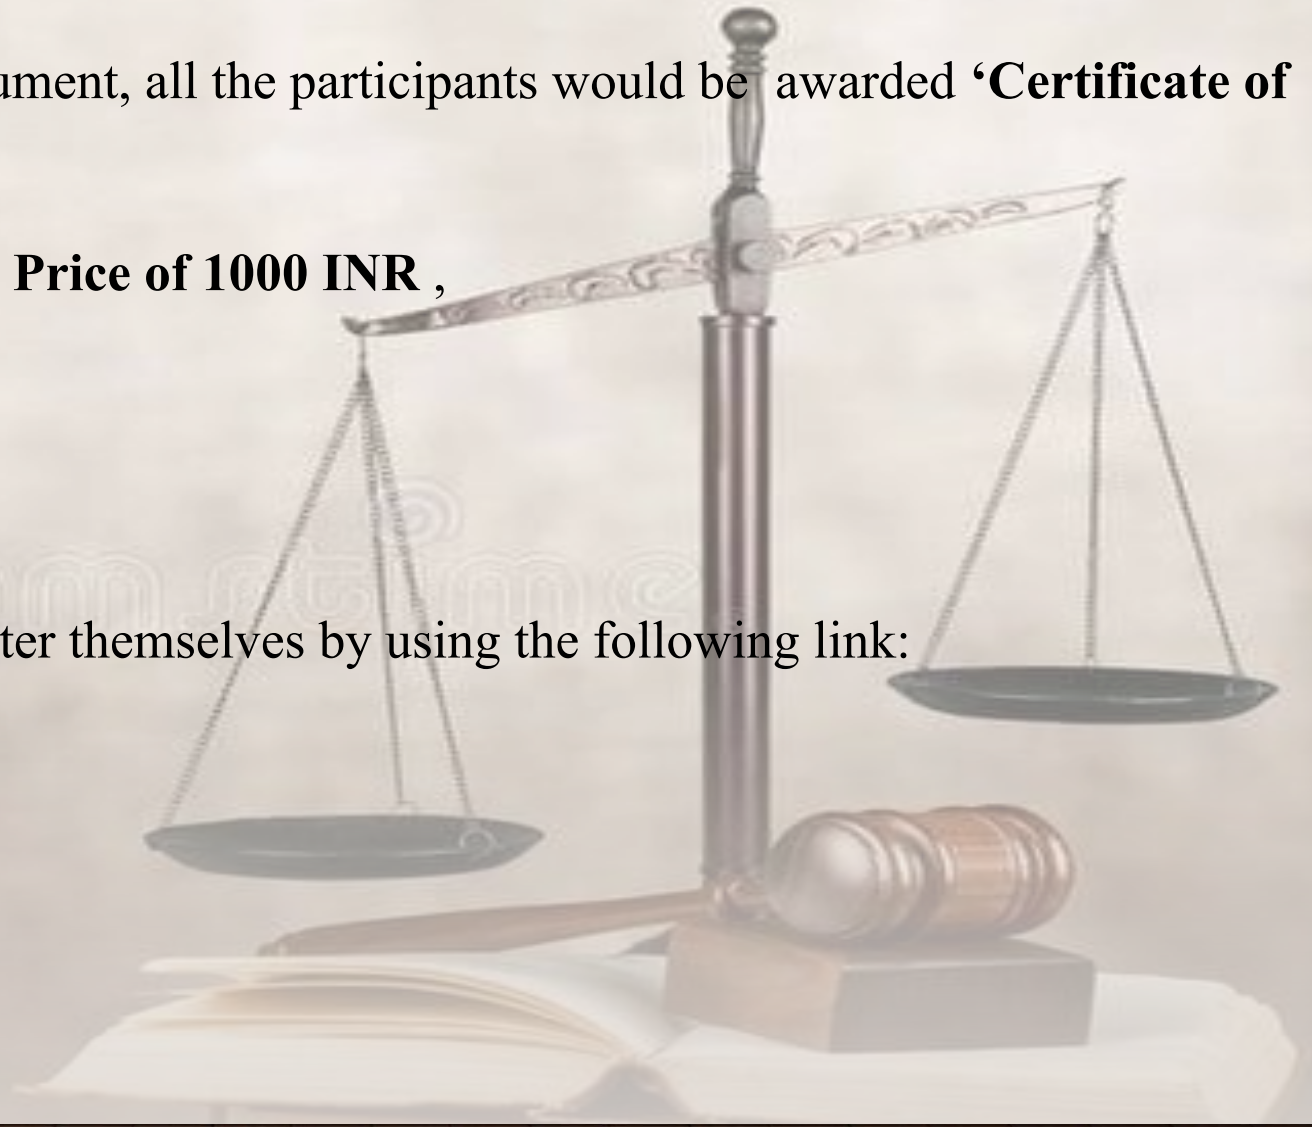 ument, all the participants would be awarded ‘Certificate of
Price of 1000 INR ,
ter themselves by using the following link: